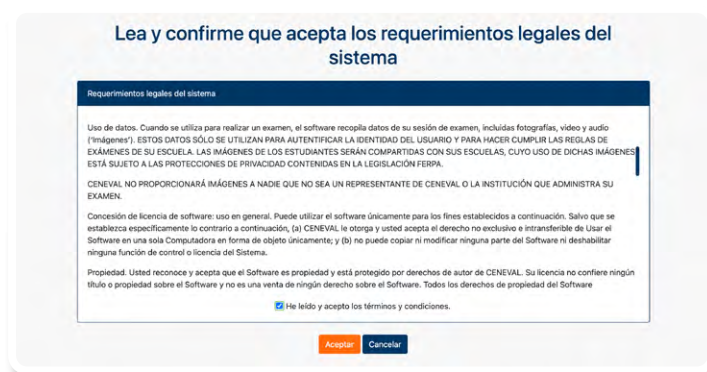 Lea y confirme que acepta los requerimientos legales del
sistema
Requerimientos legales del sistema
Uso de datos. Cuando se utiliza para realizar un examen, el software recopila datos de su sesión de examen, incluidas fotografías, video y audio
("Imágenes"). ESTOS DATOS SÓLO SE UTILIZAN PARA AUTENTIFICAR LA IDENTIDAD DEL USUARIO Y PARA HACER CUMPLIR LAS REGLAS DE
EXÁMENES DE SU ESCUELA. LAS IMÁGENES DE LOS ESTUDIANTES SERÁN COMPARTIDAS CON SUS ESCUELAS, CUYO USO DE DICHAS IMÁGENES
ESTÁ SUJETO A LAS PROTECCIONES DE PRIVACIDAD CONTENIDAS EN LA LEGISLACIÓN FERPA.
CENEVAL NO PROPORCIONARÁ IMÁGENES A NADIE QUE NO SEA UN REPRESENTANTE DE CENEVAL O LA INSTITUCIÓN QUE ADMINISTRA SU
EXAMEN.
Concesión de licencia de software: uso en general. Puede utilizar el software únicamente para los fines establecidos a continuación. Salvo que se
establezca específicamente lo contrario a continuación, (a) CENEVAL le otorga y usted acepta el derecho no exclusivo e intransferible de Usar el
Software en una sola Computadora en forma de objeto únicamente; y (b) no puede copiar ni modificar ninguna parte del Software ni deshabilitar
ninguna función de control o licencia del Sistema.
Propiedad. Usted reconoce y acepta que el Software es propiedad y está protegido por derechos de autor de CENEVAL. Su licencia no confiere ningún
título o propiedad sobre el Software y no es una venta de ningún derecho sobre el Software. Todos los derechos de propiedad del Software
He leído y acepto los términos y condiciones.
Aceptar Cancelar